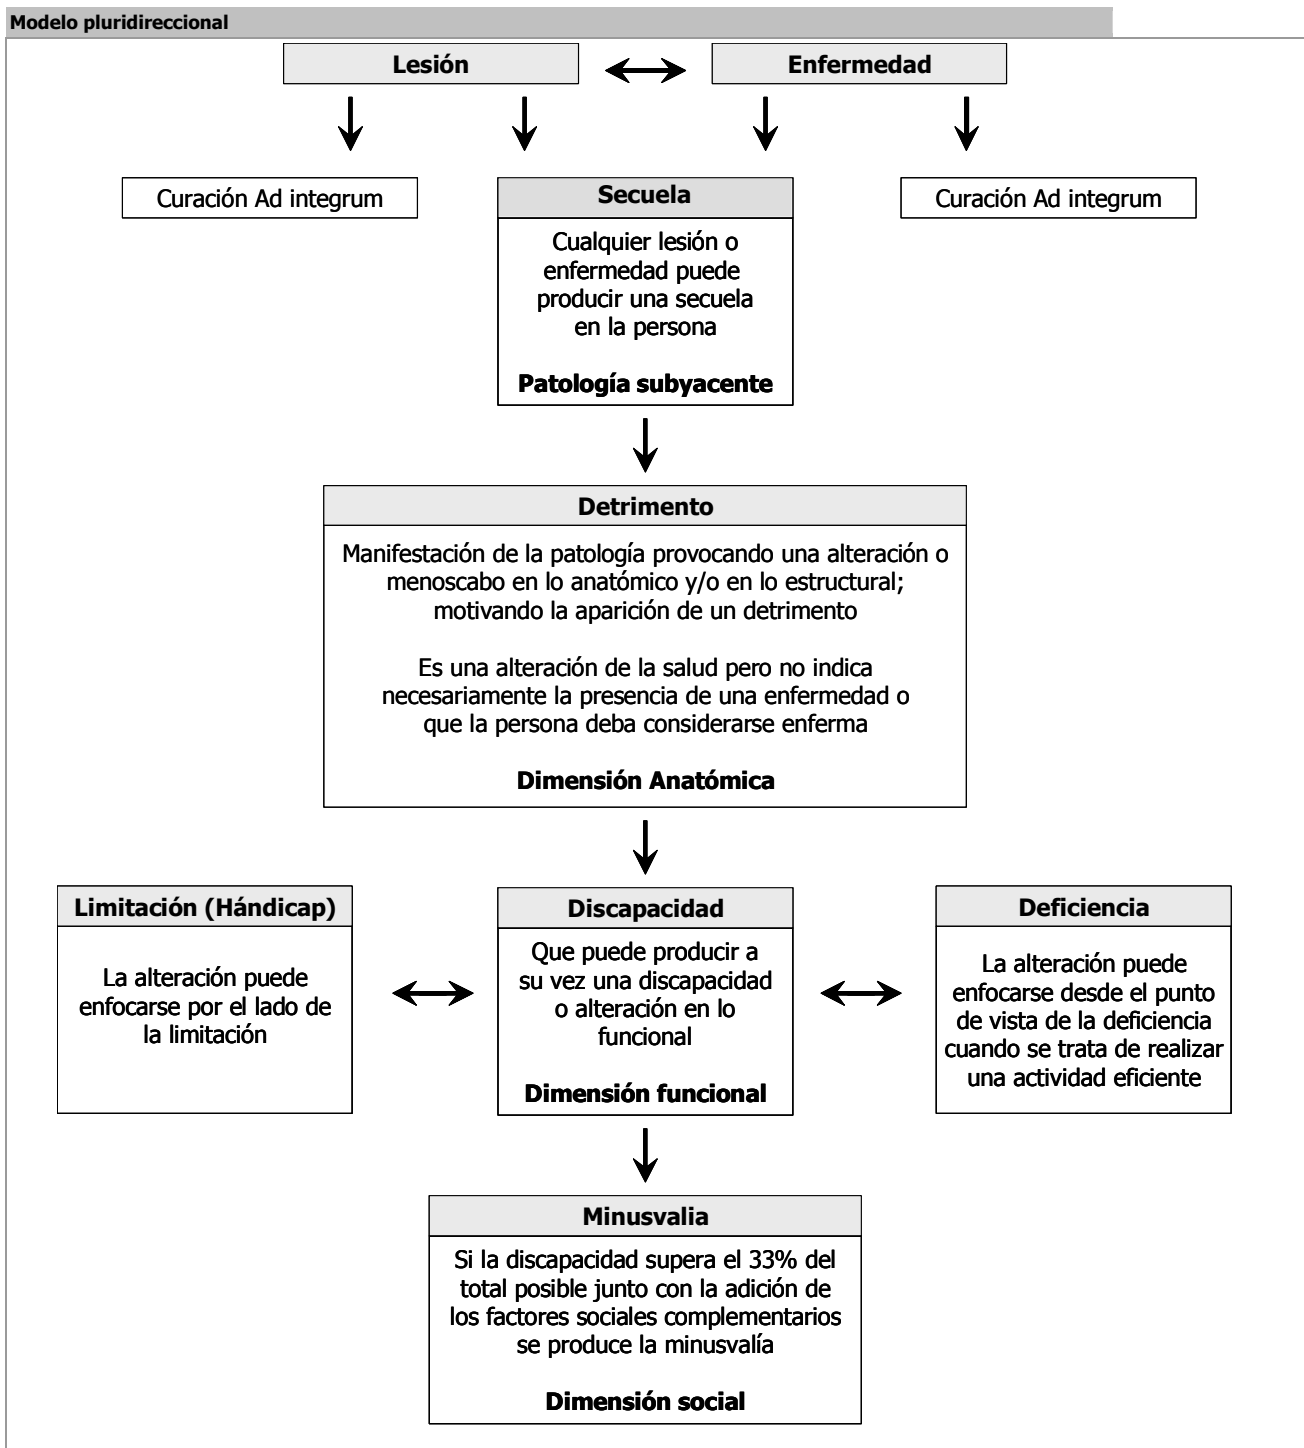 Modelo pluridireccional
Lesión
Enfermedad
Curación Ad integrum
Secuela
Cualquier lesión o
enfermedad puede
producir una secuela
en la persona
Patología subyacente
Curación Ad integrum
Detrimento
Manifestación de la patología provocando una alteración o
menoscabo en lo anatómico y/o en lo estructural;
motivando la aparición de un detrimento
Es una alteración de la salud pero no indica
necesariamente la presencia de una enfermedad o
que la persona deba considerarse enferma
Dimensión Anatómica
Limitación (Hándicap)
La alteración puede
enfocarse por el lado de
la limitación
Discapacidad
Que puede producir a
su vez una discapacidad
o alteración en lo
funcional
Dimensión funcional
Deficiencia
La alteración puede
enfocarse desde el punto
de vista de la deficiencia
cuando se trata de realizar
una actividad eficiente
Minusvalia
Si la discapacidad supera el 33% del
total posible junto con la adición de
los factores sociales complementarios
se produce la minusvalía
Dimensión social